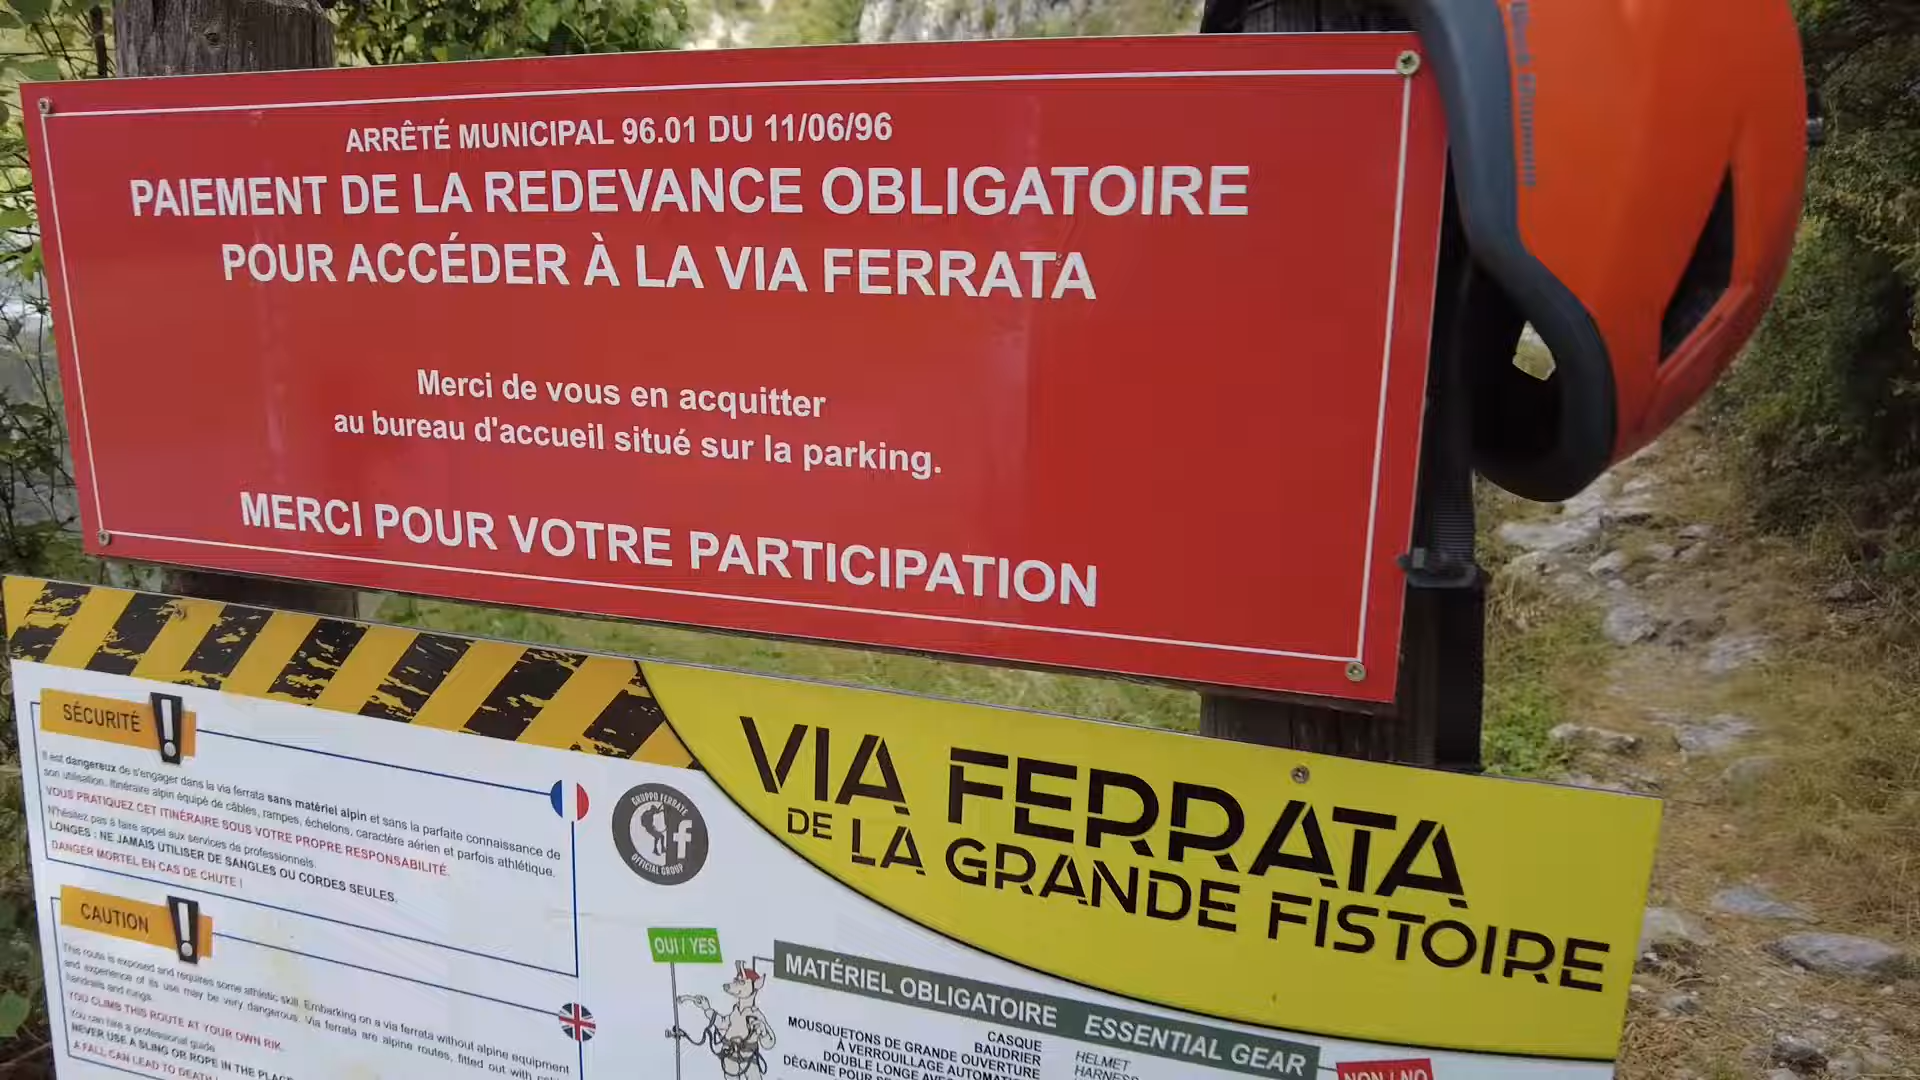 ARRÊTÉ MUNICIPAL 96.01 DU 11/06/96
PAIEMENT DE LA REDEVANCE OBLIGATOIRE
POUR ACCÉDER À LA VIA FERRATA
Merci de vous en acquitter
au bureau d'accueil situé sur la parking.
MERCI POUR VOTRE PARTICIPATION
SÉCURITÉ
Il est dangereux de s'engager dans la via ferrata sans matériel alpin et sans la parfaite connaissance de
son utilisation. Itinéraire alpin équipé de câbles, rampes, échelons, caractère aérien et parfois athlétique.
VOUS PRATIQUEZ CET ITINÉRAIRE SOUS VOTRE PROPRE RESPONSABILITÉ.
N'hésitez pas à faire appel aux services de professionnels.
LONGES : NE JAMAIS UTILISER DE SANGLES OU CORDES SEULES,
DANGER MORTEL EN CAS DE CHUTE !
CAUTION
This route is exposed and requires some athletic skill. Embarking on a via ferrata without alpine equipment
and experience of its use may be very dangerous. Via ferrata are alpine routes, fitted out with
handrails and rungs.
YOU CLIMB THIS ROUTE AT YOUR OWN RIK.
You can hire a professional guide.
NEVER USE A SLING OR ROPE IN THE PLACE
A FALL CAN LEAD TO DEATH
GRUPPO FERRATE
f
OFFICIAL GROUP
VIA FERRATA
DE LA GRANDE FISTOIRE
OUI / YES
MATÉRIEL OBLIGATOIRE ESSENTIAL GEAR
CASQUE
BAUDRIER
MOUSQUETONS DE GRANDE OUVERTURE
À VERROUILLAGE AUTOMATIQUE
DOUBLE LONGE
DÉGAINE POUR
HELMET
HARNESS
NON / NO